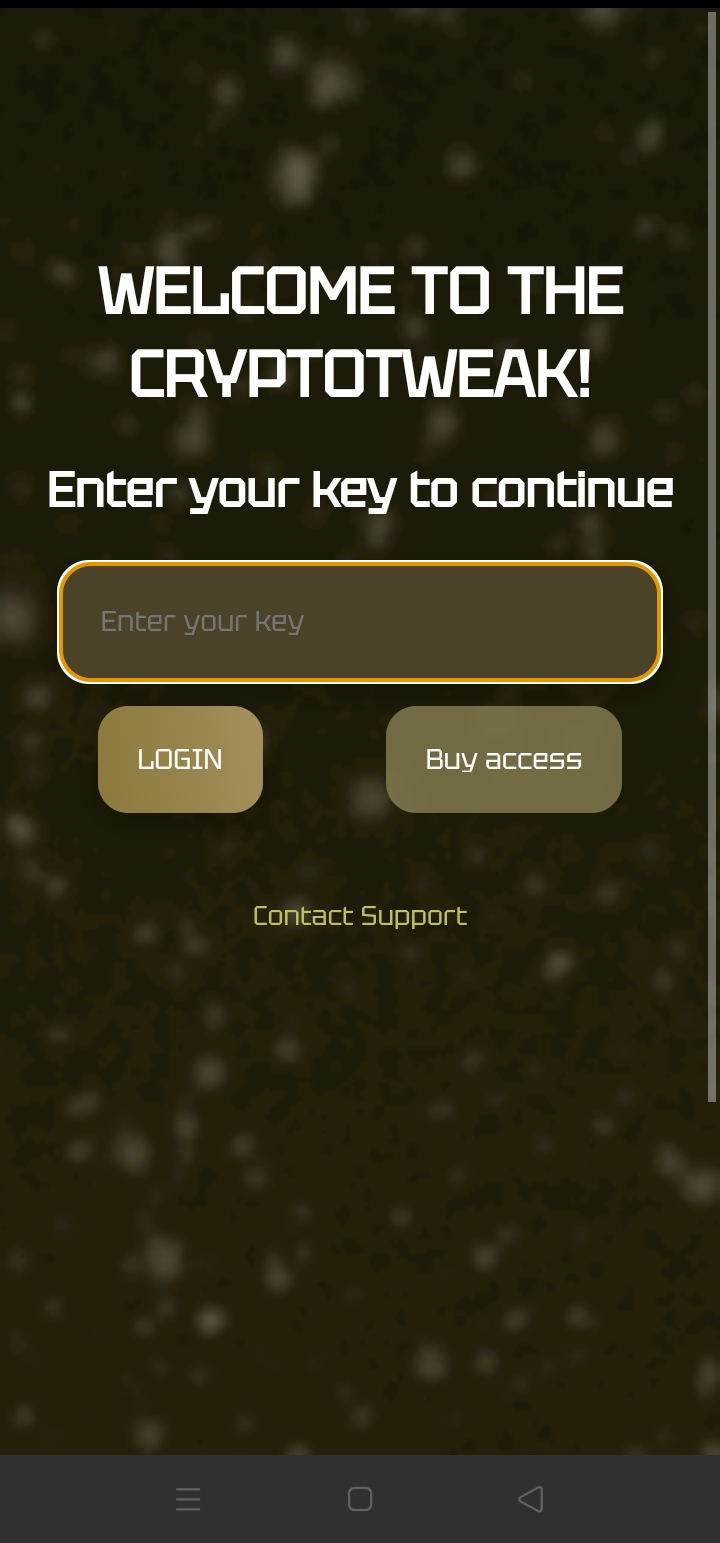 WELCOME TO THE
CRYPTOTWEAK!
Enter your key to continue
Enter your key
LOGIN
Buy access
Contact Support